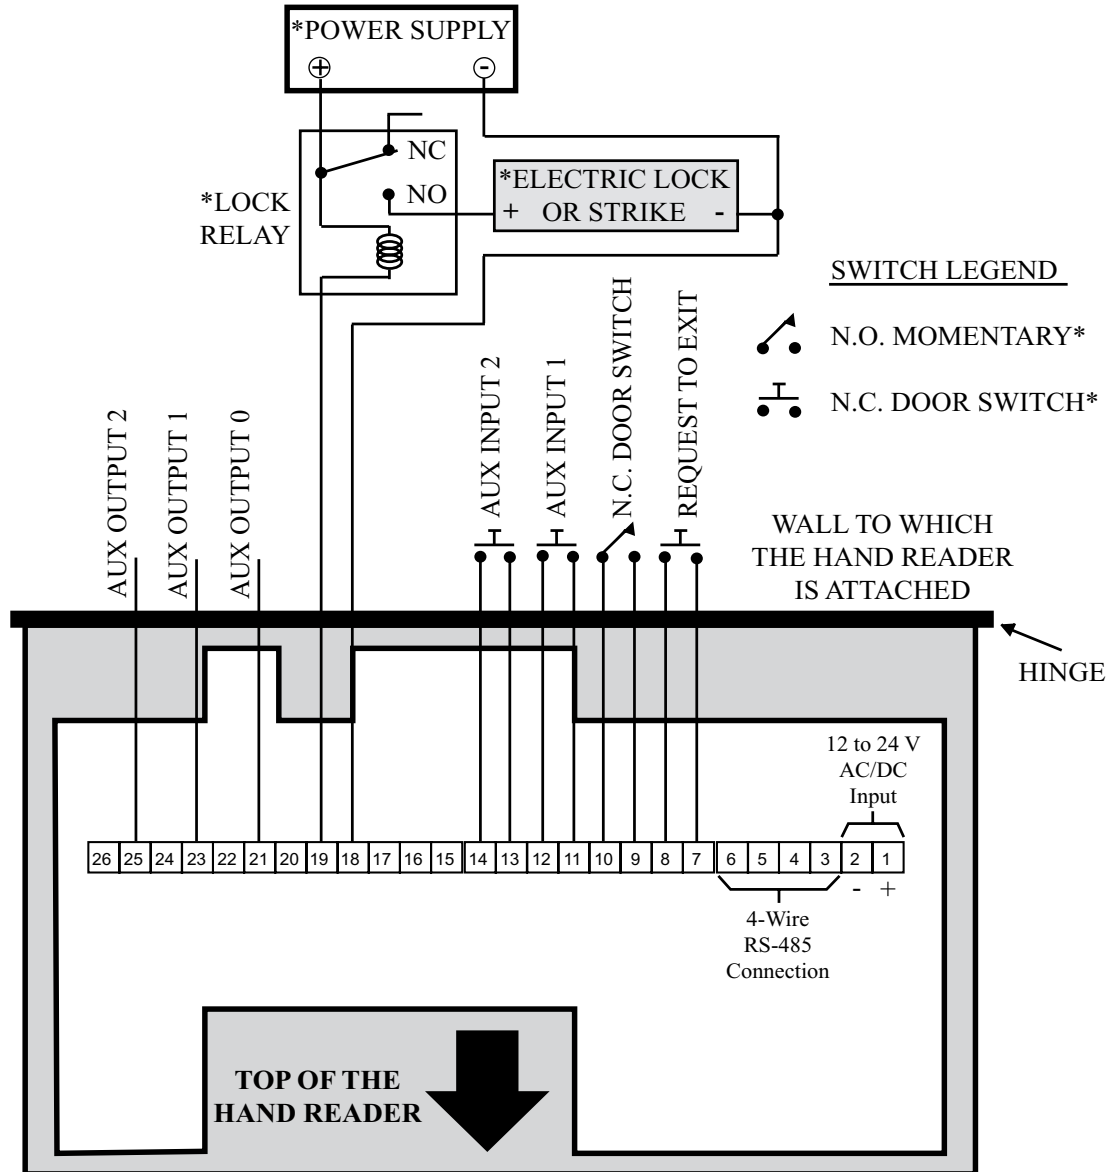 *POWER SUPPLY
+
-
NC
NO
*LOCK
RELAY
*ELECTRIC LOCK
OR STRIKE
+
-
SWITCH LEGEND
N.O. MOMENTARY*
N.C. DOOR SWITCH*
AUX OUTPUT 2
AUX OUTPUT 1
AUX OUTPUT 0
AUX INPUT 2
AUX INPUT 1
N.C. DOOR SWITCH
REQUEST TO EXIT
WALL TO WHICH
THE HAND READER
IS ATTACHED
HINGE
12 to 24 V
AC/DC
Input
26 25 24 23 22 21 20 19 18 17 16 15 14 13 12 11 10 9 8 7 6 5 4 3 2 1
- +
4-Wire
RS-485
Connection
TOP OF THE
HAND READER